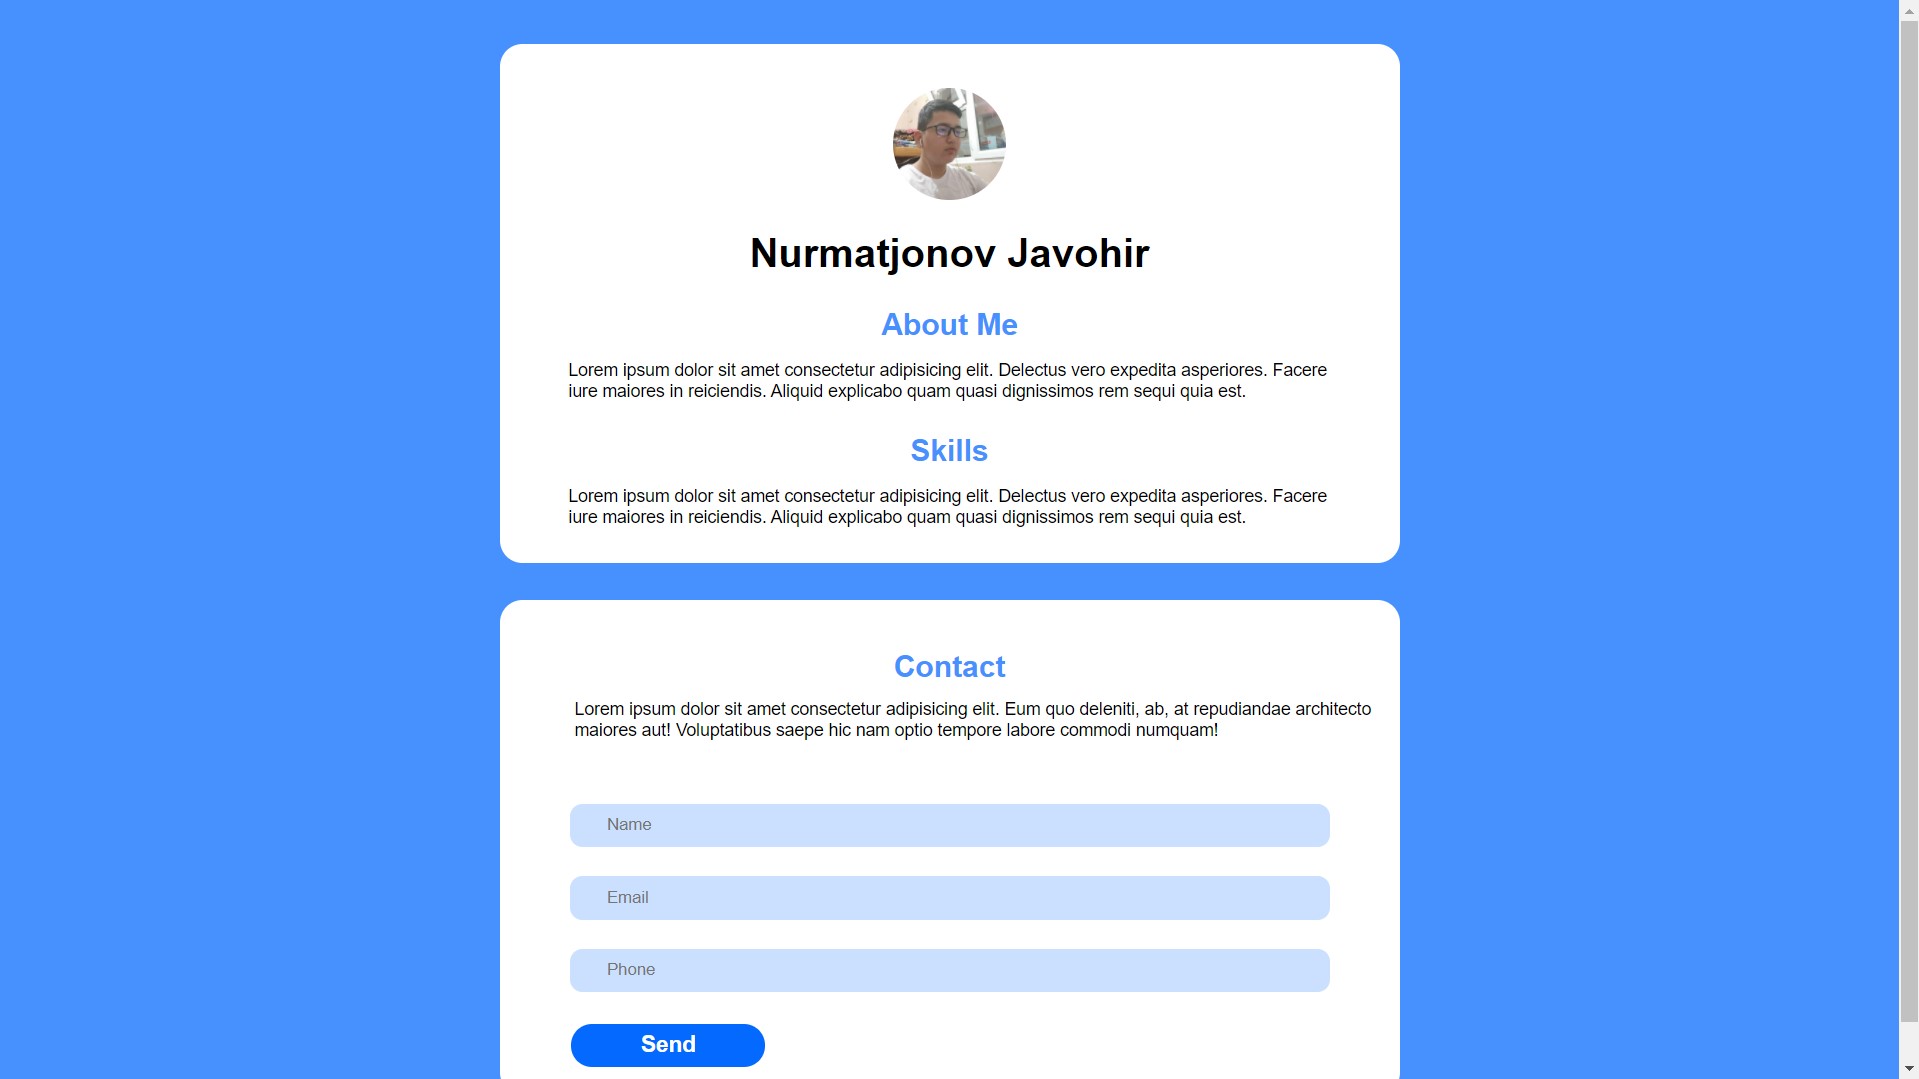 Nurmatjonov Javohir
About Me
Lorem ipsum dolor sit amet consectetur adipisicing elit. Delectus vero expedita asperiores. Facere
iure maiores in reiciendis. Aliquid explicabo quam quasi dignissimos rem sequi quia est.
Skills
Lorem ipsum dolor sit amet consectetur adipisicing elit. Delectus vero expedita asperiores. Facere
iure maiores in reiciendis. Aliquid explicabo quam quasi dignissimos rem sequi quia est.
Contact
Lorem ipsum dolor sit amet consectetur adipisicing elit. Eum quo deleniti, ab, at repudiandae architecto
maiores aut! Voluptatibus saepe hic nam optio tempore labore commodi numquam!
Name
Email
Phone
Send